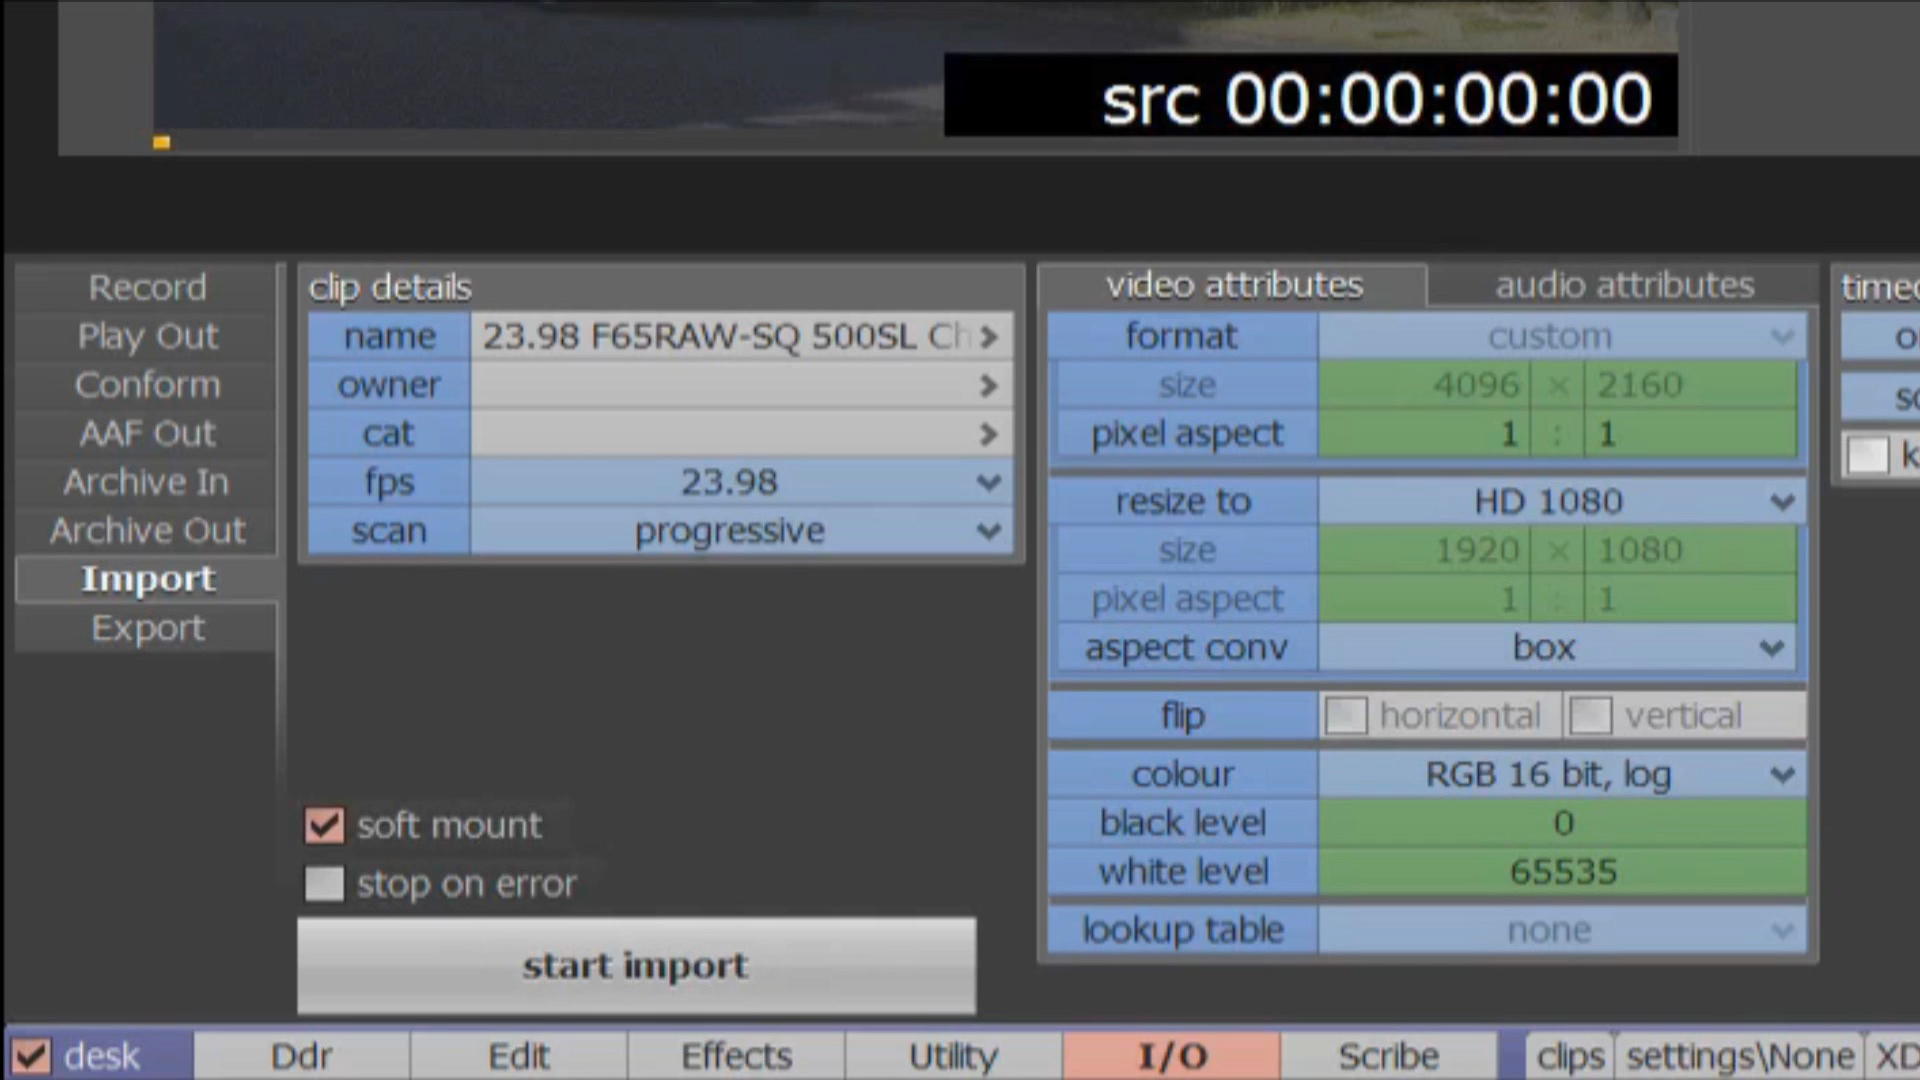 src 00:00:00:00
Record
Play Out
Conform
AAF Out
Archive In
Archive Out
Import
Export
clip details
name 23.98 F65RAW-SQ 500SL Ch
owner
cat
fps 23.98
scan progressive
soft mount
stop on error
start import
video attributes audio attributes
format custom
size 4096 × 2160
pixel aspect 1 : 1
resize to HD 1080
size 1920 × 1080
pixel aspect 1 : 1
aspect conv box
flip horizontal vertical
colour RGB 16 bit, log
black level 0
white level 65535
lookup table none
desk Ddr Edit Effects Utility I/O Scribe clips settings\None XD